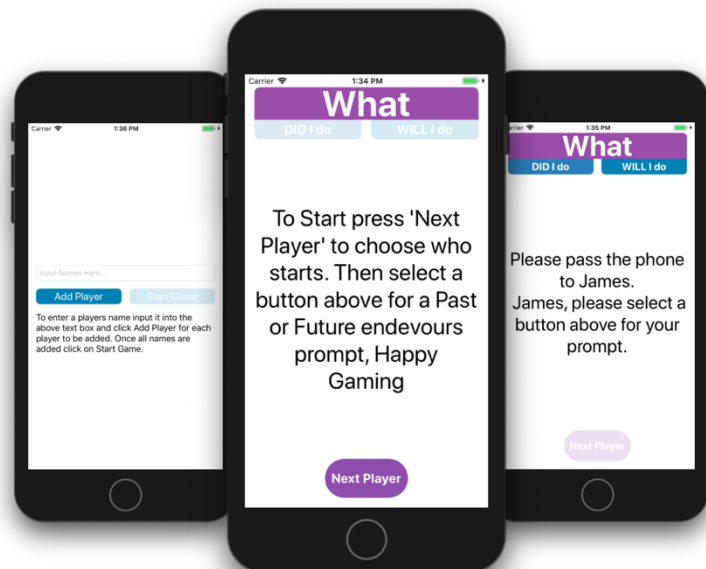 Carrier 1:36 PM
Input Names Here...
Add Player Start Game
To enter a players name input it into the
above text box and click Add Player for each
player to be added. Once all names are
added click on Start Game.
Carrier 1:34 PM
What
DID I do WILL I do
To Start press 'Next
Player' to choose who
starts. Then select a
button above for a Past
or Future endevours
prompt, Happy
Gaming
Next Player
arrier 1:35 PM
What
DID I do WILL I do
Please pass the phone
to James.
James, please select a
button above for your
prompt.
Next Player